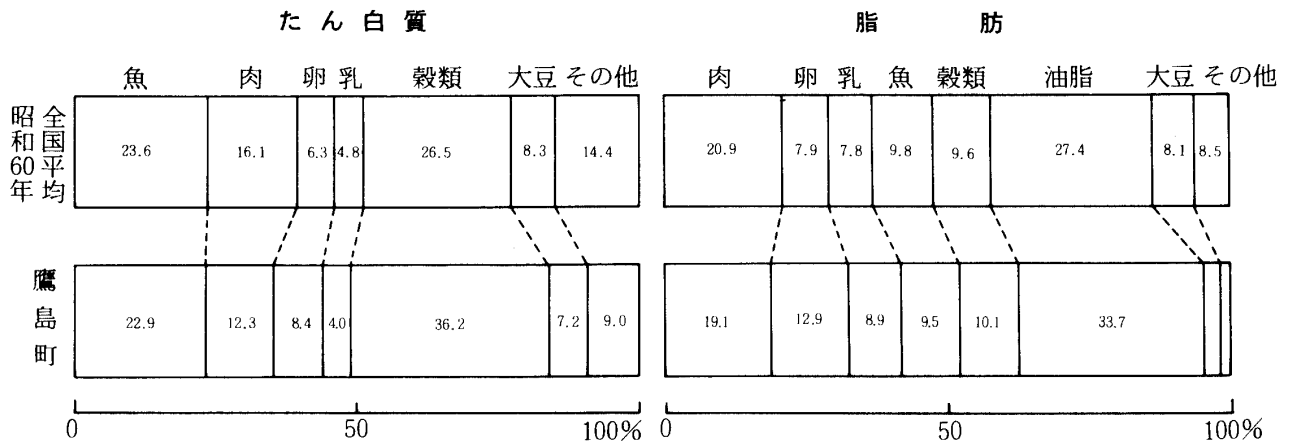 たん白質
魚 肉 卵 乳 穀類 大豆 その他
昭和60年
全国平均
23.6 16.1 6.3 4.8 26.5 8.3 14.4
鷹島町
22.9 12.3 8.4 4.0 36.2 7.2 9.0
0 50 100%
脂肪
肉 卵 乳 魚 穀類 油脂 大豆 その他
20.9 7.9 7.8 9.8 9.6 27.4 8.1 8.5
19.1 12.9 8.9 9.5 10.1 33.7
0 50 100%